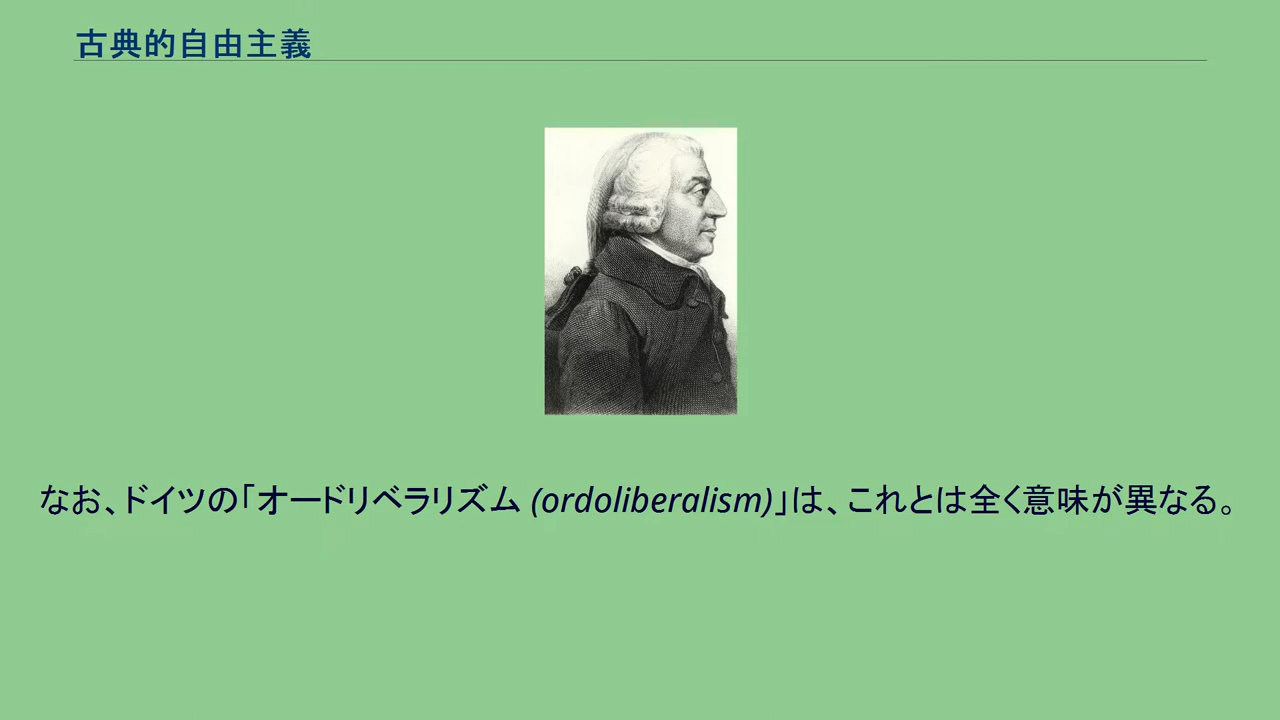 古典的自由主義
なお、ドイツの「オードリベラリズム (ordoliberalism)」は、これとは全く意味が異なる。